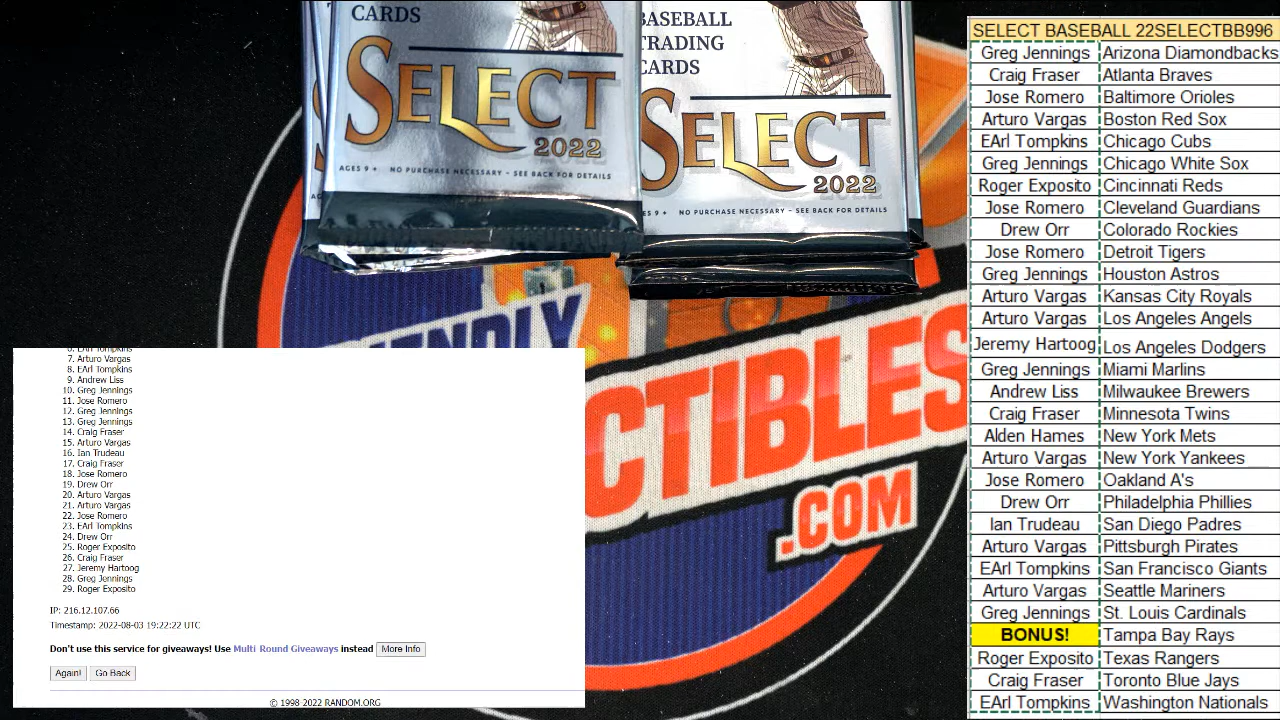 CARDS
SELECT
2022
AGES 9 + NO PURCHASE NECESSARY - SEE BACK FOR DETAILS
BASEBALL
TRADING
CARDS
SELECT
2022
NO PURCHASE NECESSARY - SEE BACK FOR DETAILS
ENDLY
CTIBLES
.COM
6. EArl Tompkins
7. Arturo Vargas
8. EArl Tompkins
9. Andrew Liss
10. Greg Jennings
11. Jose Romero
12. Greg Jennings
13. Greg Jennings
14. Craig Fraser
15. Arturo Vargas
16. Ian Trudeau
17. Craig Fraser
18. Jose Romero
19. Drew Orr
20. Arturo Vargas
21. Arturo Vargas
22. Jose Romero
23. EArl Tompkins
24. Drew Orr
25. Roger Exposito
26. Craig Fraser
27. Jeremy Hartoog
28. Greg Jennings
29. Roger Exposito
IP: 216.12.107.66
Timestamp: 2022-08-03 19:22:22 UTC
Don't use this service for giveaways! Use Multi Round Giveaways instead More Info
Again! Go Back
© 1998-2022 RANDOM.ORG
SELECT BASEBALL 22SELECTBB996
Greg Jennings Arizona Diamondbacks
Craig Fraser Atlanta Braves
Jose Romero Baltimore Orioles
Arturo Vargas Boston Red Sox
EArl Tompkins Chicago Cubs
Greg Jennings Chicago White Sox
Roger Exposito Cincinnati Reds
Jose Romero Cleveland Guardians
Drew Orr Colorado Rockies
Jose Romero Detroit Tigers
Greg Jennings Houston Astros
Arturo Vargas Kansas City Royals
Arturo Vargas Los Angeles Angels
Jeremy Hartoog Los Angeles Dodgers
Greg Jennings Miami Marlins
Andrew Liss Milwaukee Brewers
Craig Fraser Minnesota Twins
Alden Hames New York Mets
Arturo Vargas New York Yankees
Jose Romero Oakland A's
Drew Orr Philadelphia Phillies
Ian Trudeau San Diego Padres
Arturo Vargas Pittsburgh Pirates
EArl Tompkins San Francisco Giants
Arturo Vargas Seattle Mariners
Greg Jennings St. Louis Cardinals
BONUS! Tampa Bay Rays
Roger Exposito Texas Rangers
Craig Fraser Toronto Blue Jays
EArl Tompkins Washington Nationals